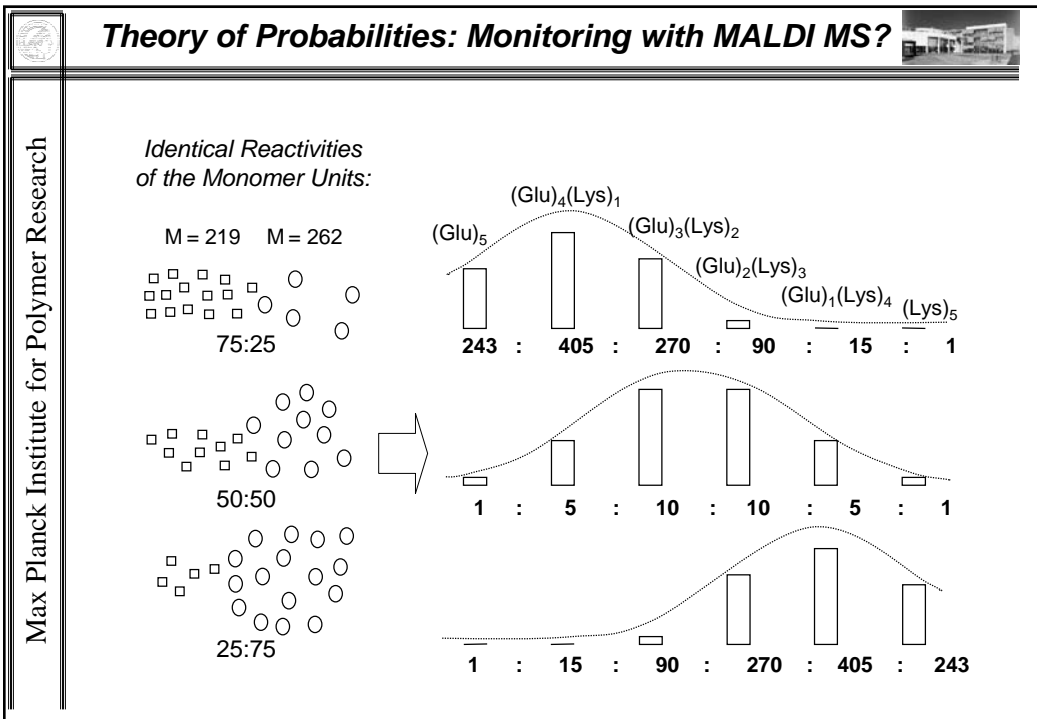 Theory of Probabilities: Monitoring with MALDI MS?
Max Planck Institute for Polymer Research
Identical Reactivities
of the Monomer Units:
M = 219 M = 262
75:25
50:50
25:75
(Glu)₅
(Glu)₄(Lys)₁
(Glu)₃(Lys)₂
(Glu)₂(Lys)₃
(Glu)₁(Lys)₄
(Lys)₅
243 : 405 : 270 : 90 : 15 : 1
1 : 5 : 10 : 10 : 5 : 1
1 : 15 : 90 : 270 : 405 : 243